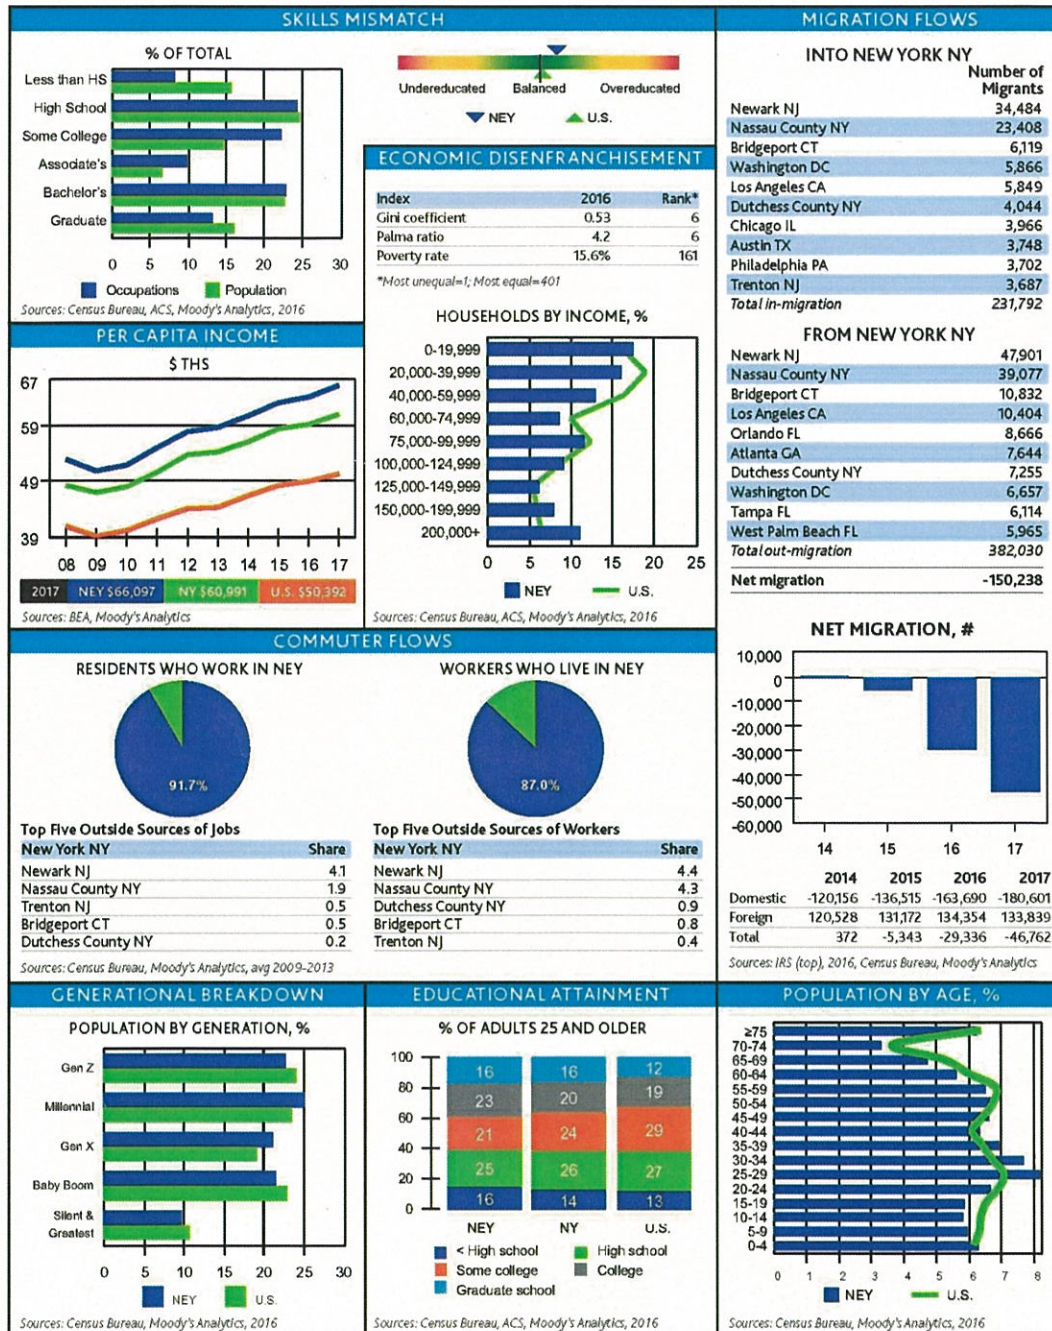 SKILLS MISMATCH
% OF TOTAL
Less than HS
High School
Some College
Associate's
Bachelor's
Graduate
0 5 10 15 20 25 30
Occupations Population
Sources: Census Bureau, ACS, Moody's Analytics, 2016
Undereducated Balanced Overeducated
NEY U.S.
ECONOMIC DISENFRANCHISEMENT
Index 2016 Rank*
Gini coefficient 0.53 6
Palma ratio 4.2 6
Poverty rate 15.6% 161
*Most unequal=1; Most equal=401
HOUSEHOLDS BY INCOME, %
0-19,999
20,000-39,999
40,000-59,999
60,000-74,999
75,000-99,999
100,000-124,999
125,000-149,999
150,000-199,999
200,000+
0 5 10 15 20 25
NEY U.S.
Sources: Census Bureau, ACS, Moody's Analytics, 2016
PER CAPITA INCOME
$ THS
67
59
49
39
08 09 10 11 12 13 14 15 16 17
2017 NEY $66,097 NY $60,991 U.S. $50,392
Sources: BEA, Moody's Analytics
MIGRATION FLOWS
INTO NEW YORK NY
Number of
Migrants
Newark NJ 34,484
Nassau County NY 23,408
Bridgeport CT 6,119
Washington DC 5,866
Los Angeles CA 5,849
Dutchess County NY 4,044
Chicago IL 3,966
Austin TX 3,748
Philadelphia PA 3,702
Trenton NJ 3,687
Total in-migration 231,792
FROM NEW YORK NY
Newark NJ 47,901
Nassau County NY 39,077
Bridgeport CT 10,832
Los Angeles CA 10,404
Orlando FL 8,666
Atlanta GA 7,644
Dutchess County NY 7,255
Washington DC 6,657
Tampa FL 6,114
West Palm Beach FL 5,965
Total out-migration 382,030
Net migration -150,238
NET MIGRATION, #
10,000
0
-10,000
-20,000
-30,000
-40,000
-50,000
-60,000
14 15 16 17
2014 2015 2016 2017
Domestic -120,156 -136,515 -163,690 -180,601
Foreign 120,528 131,172 134,354 133,839
Total 372 -5,343 -29,336 -46,762
Sources: IRS (top), 2016, Census Bureau, Moody's Analytics
COMMUTER FLOWS
RESIDENTS WHO WORK IN NEY
91.7%
Top Five Outside Sources of Jobs
New York NY Share
Newark NJ 4.1
Nassau County NY 1.9
Trenton NJ 0.5
Bridgeport CT 0.5
Dutchess County NY 0.2
Sources: Census Bureau, Moody's Analytics, avg 2009-2013
WORKERS WHO LIVE IN NEY
87.0%
Top Five Outside Sources of Workers
New York NY Share
Newark NJ 4.4
Nassau County NY 4.3
Dutchess County NY 0.9
Bridgeport CT 0.8
Trenton NJ 0.4
GENERATIONAL BREAKDOWN
POPULATION BY GENERATION, %
Gen Z
Millennial
Gen X
Baby Boom
Silent &
Greatest
0 5 10 15 20 25 30
NEY U.S.
Sources: Census Bureau, Moody's Analytics, 2016
EDUCATIONAL ATTAINMENT
% OF ADULTS 25 AND OLDER
100
80
60
40
20
0
16 16 12
23 20 19
21 24 29
25 26 27
16 14 13
NEY NY U.S.
< High school High school
Some college College
Graduate school
Sources: Census Bureau, ACS, Moody's Analytics, 2016
POPULATION BY AGE, %
≥75
70-74
65-69
60-64
55-59
50-54
45-49
40-44
35-39
30-34
25-29
20-24
15-19
10-14
5-9
0-4
0 1 2 3 4 5 6 7 8
NEY U.S.
Sources: Census Bureau, Moody's Analytics, 2016